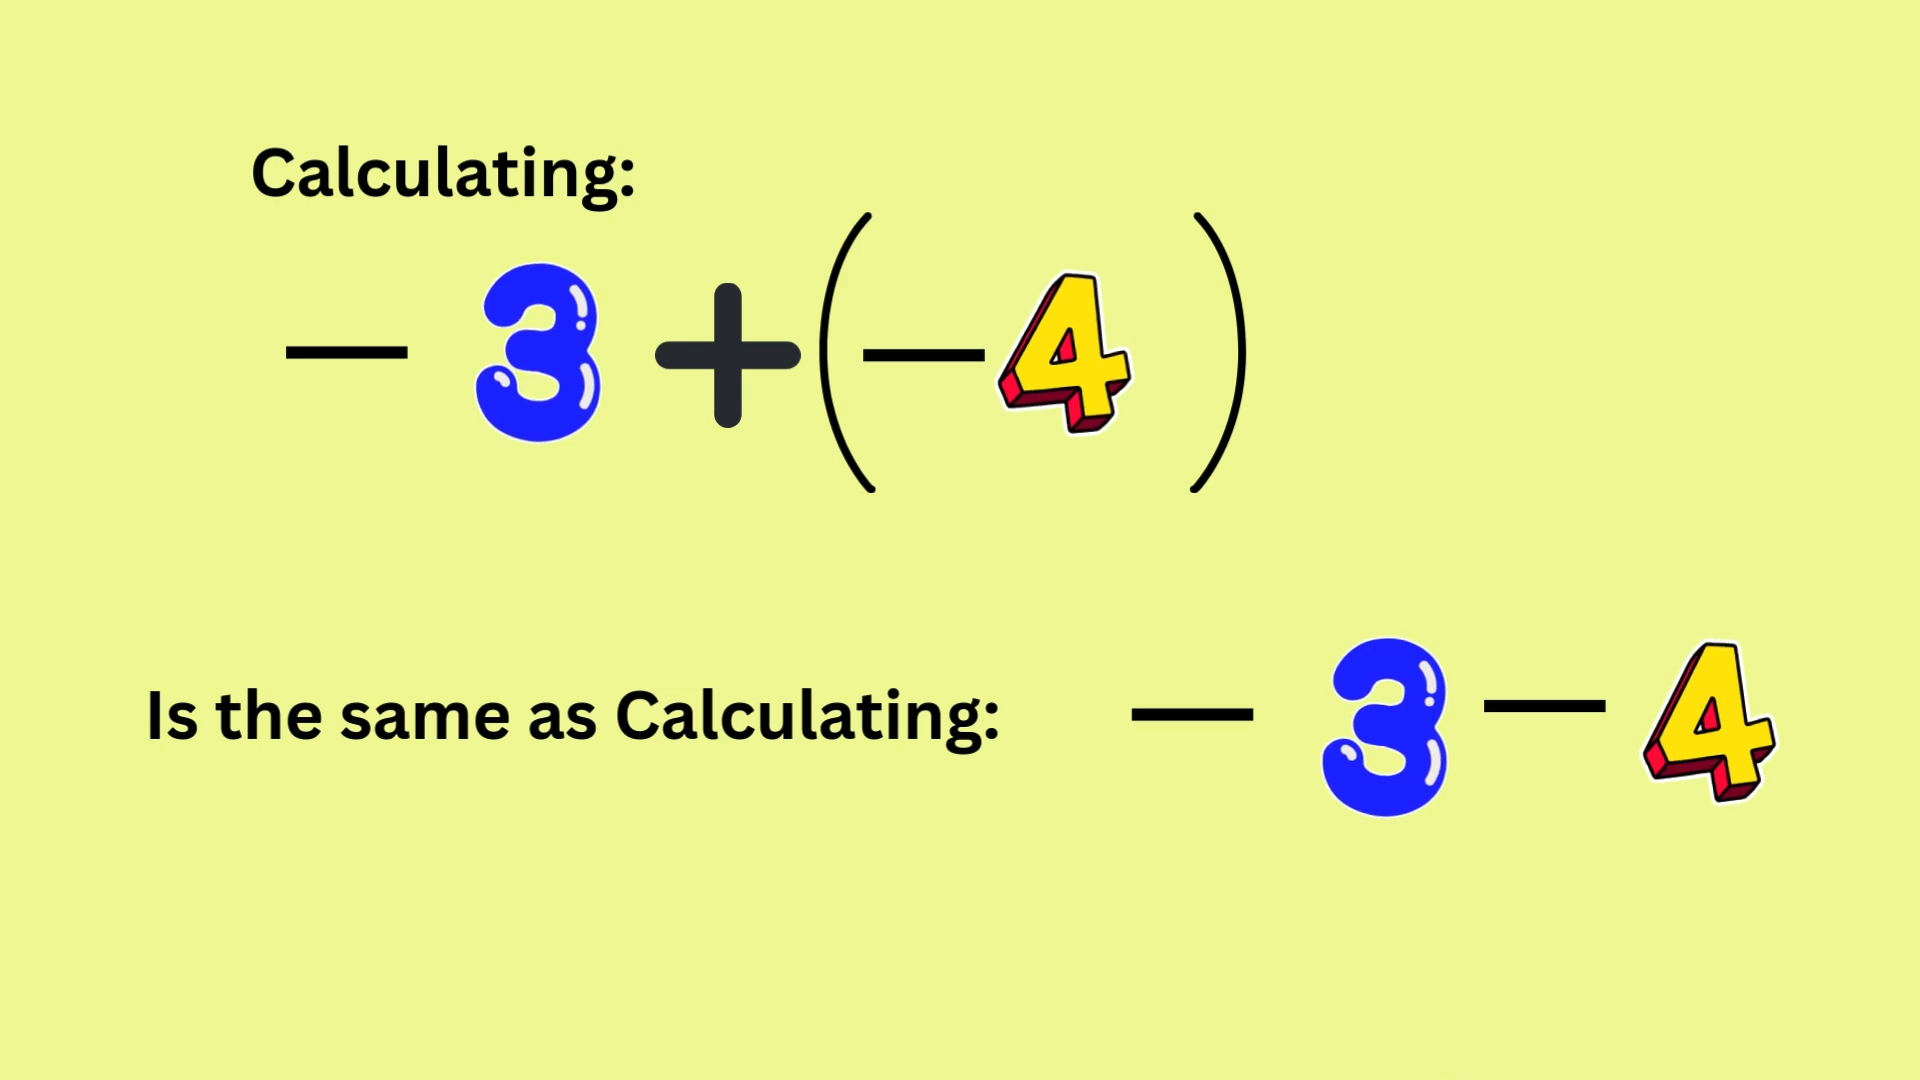 Calculating:
— 3 + (— 4 )
Is the same as Calculating: — 3 — 4